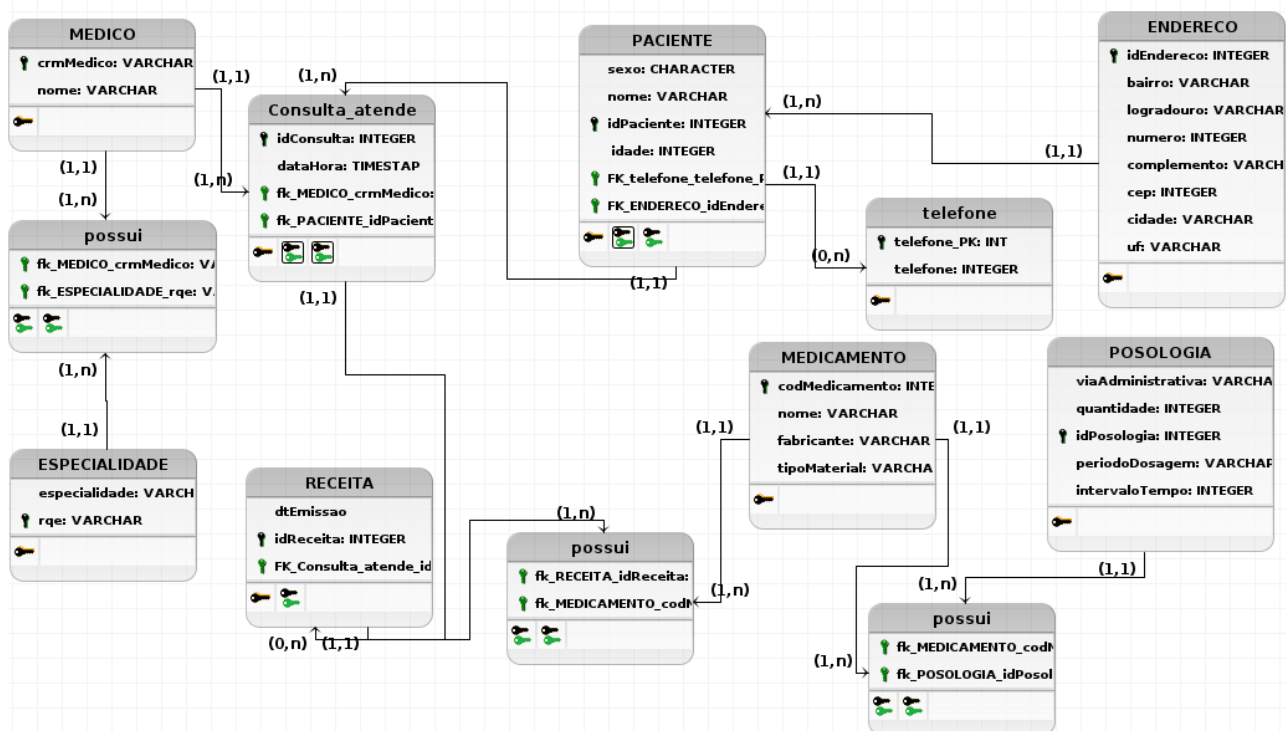 MEDICO
crmMedico: VARCHAR
nome: VARCHAR
(1,1)
(1,n)
(1,1)
(1,n)
(1,n)
Consulta_atende
idConsulta: INTEGER
dataHora: TIMESTAP
fk_MEDICO_crmMedico:
fk_PACIENTE_idPacient
(1,1)
PACIENTE
sexo: CHARACTER
nome: VARCHAR
idPaciente: INTEGER
idade: INTEGER
FK_telefone_telefone_P
FK_ENDERECO_idEndere
(1,1)
(1,n)
(1,1)
(1,1)
(0,n)
ENDERECO
idEndereco: INTEGER
bairro: VARCHAR
logradouro: VARCHAR
numero: INTEGER
complemento: VARCH
cep: INTEGER
cidade: VARCHAR
uf: VARCHAR
telefone
telefone_PK: INT
telefone: INTEGER
possui
fk_MEDICO_crmMedico: VA
fk_ESPECIALIDADE_rqe: V
(1,n)
(1,1)
ESPECIALIDADE
especialidade: VARCH
rqe: VARCHAR
RECEITA
dtEmissao
idReceita: INTEGER
FK_Consulta_atende_id
(0,n)
(1,1)
(1,n)
possui
fk_RECEITA_idReceita:
fk_MEDICAMENTO_codM
(1,n)
(1,1)
MEDICAMENTO
codMedicamento: INTE
nome: VARCHAR
fabricante: VARCHAR
tipoMaterial: VARCHA
(1,1)
POSOLOGIA
viaAdministrativa: VARCHA
quantidade: INTEGER
idPosologia: INTEGER
periodoDosagem: VARCHAR
intervaloTempo: INTEGER
(1,1)
(1,n)
(1,n)
possui
fk_MEDICAMENTO_codM
fk_POSOLOGIA_idPosol